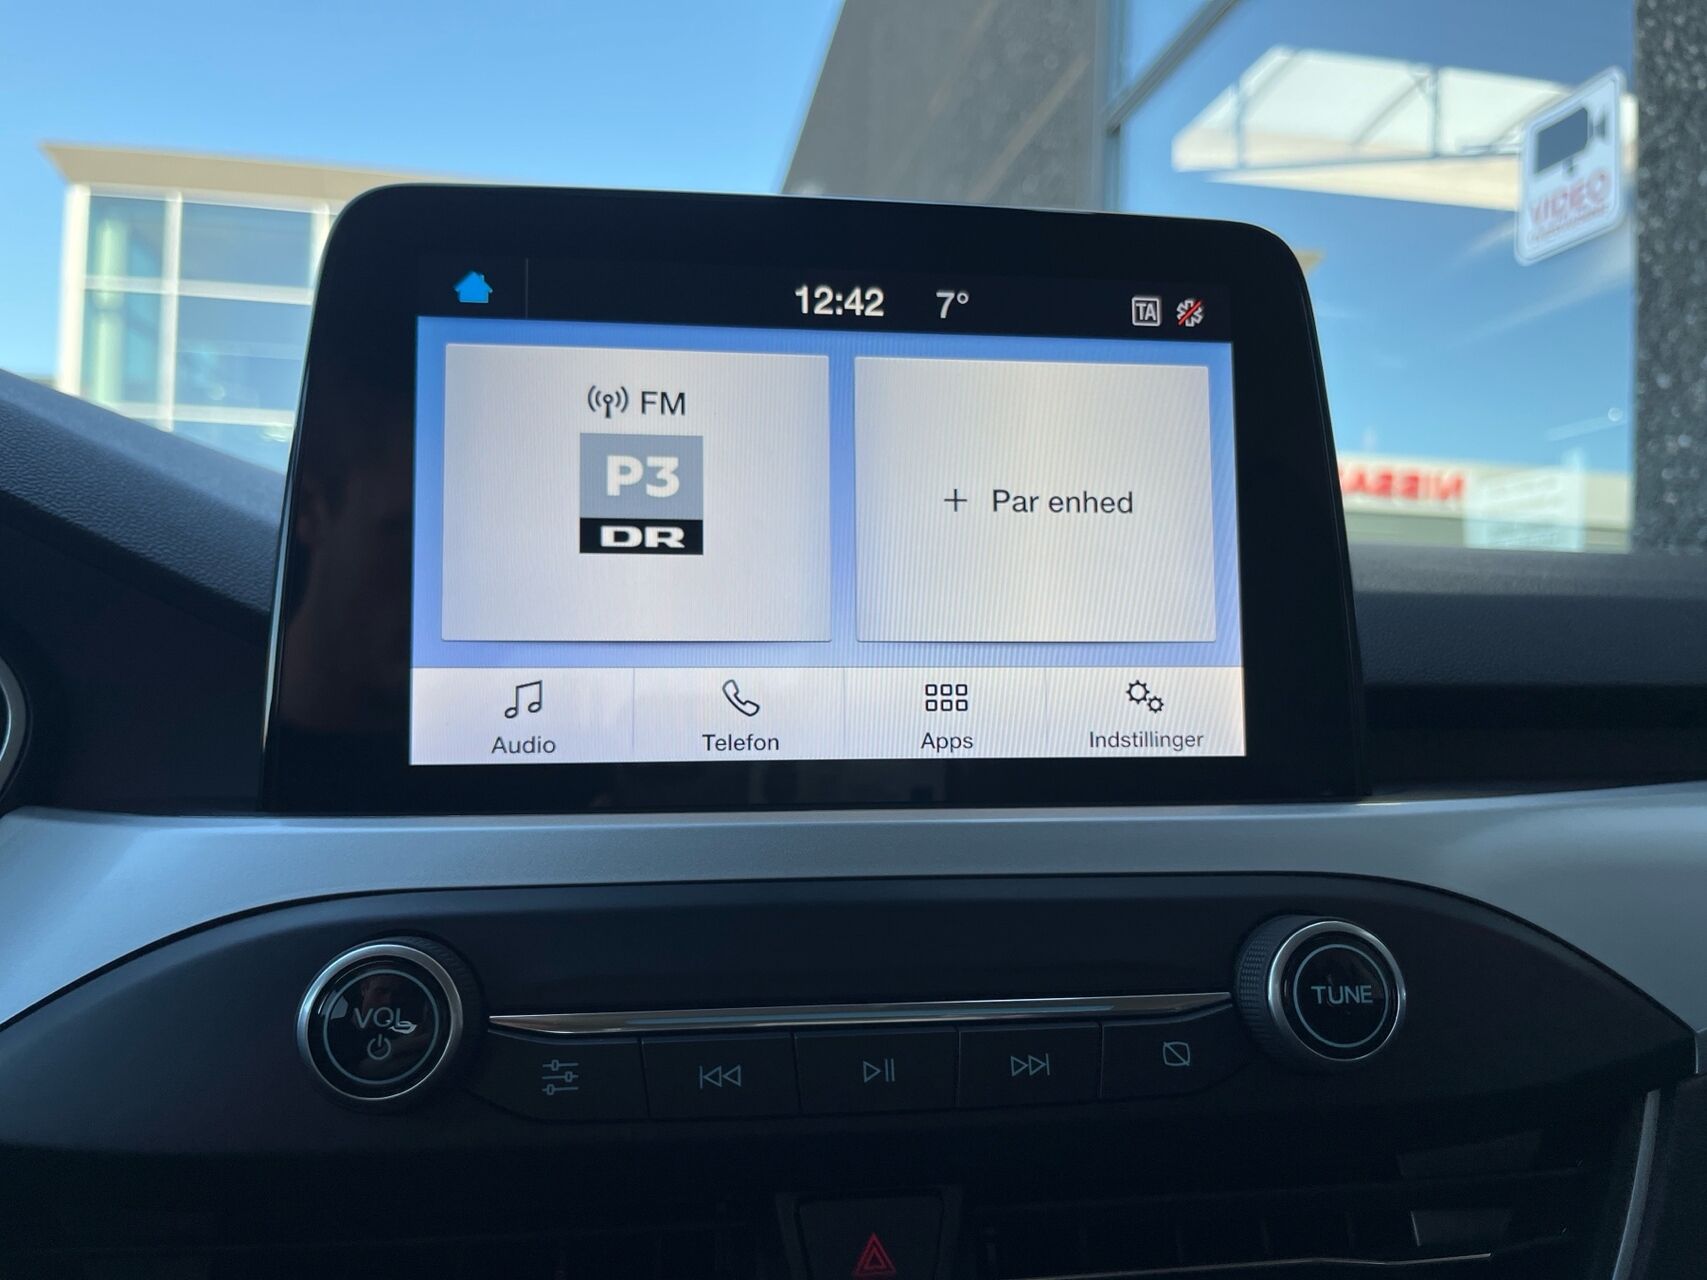 12:42 7° TA
FM
P3
DR
+ Par enhed
Audio Telefon Apps Indstillinger
VOL
TUNE
VIDEO
NISSAN